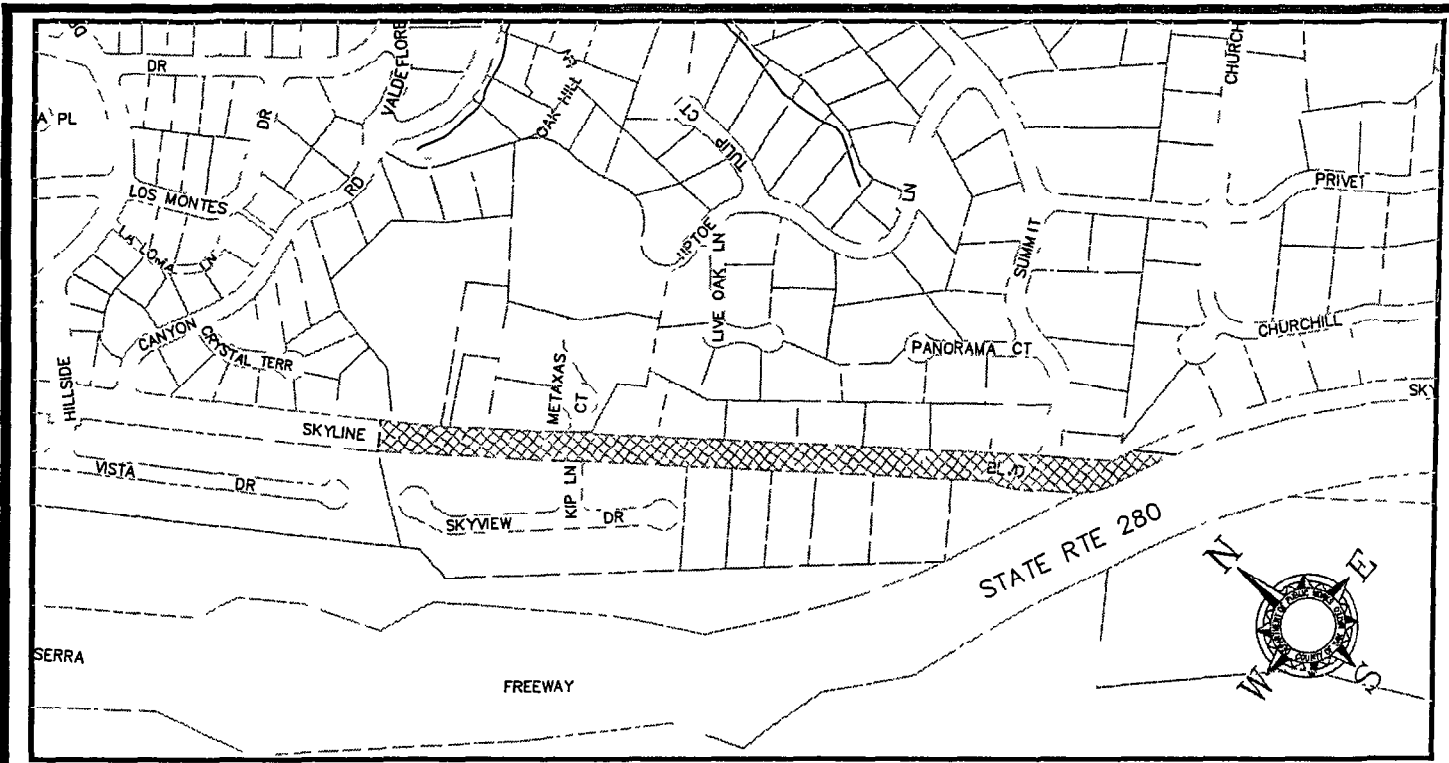 DR
VALDEFLORE
CHURCH
OAK HILL
A PL
DR
CT
TULIP
RD
LOS MONTES
LN
PRIVET
LA LOMA LN
SUMMIT
LIVE OAK LN
CANYON
CRYSTAL TERR
CHURCHILL
PANORAMA CT
HILLSIDE
METAXAS
CT
SKY
SKYLINE
BLVD
VISTA DR
KIP LN
SKYVIEW DR
STATE RTE 280
N
E
W
S
SERRA
FREEWAY